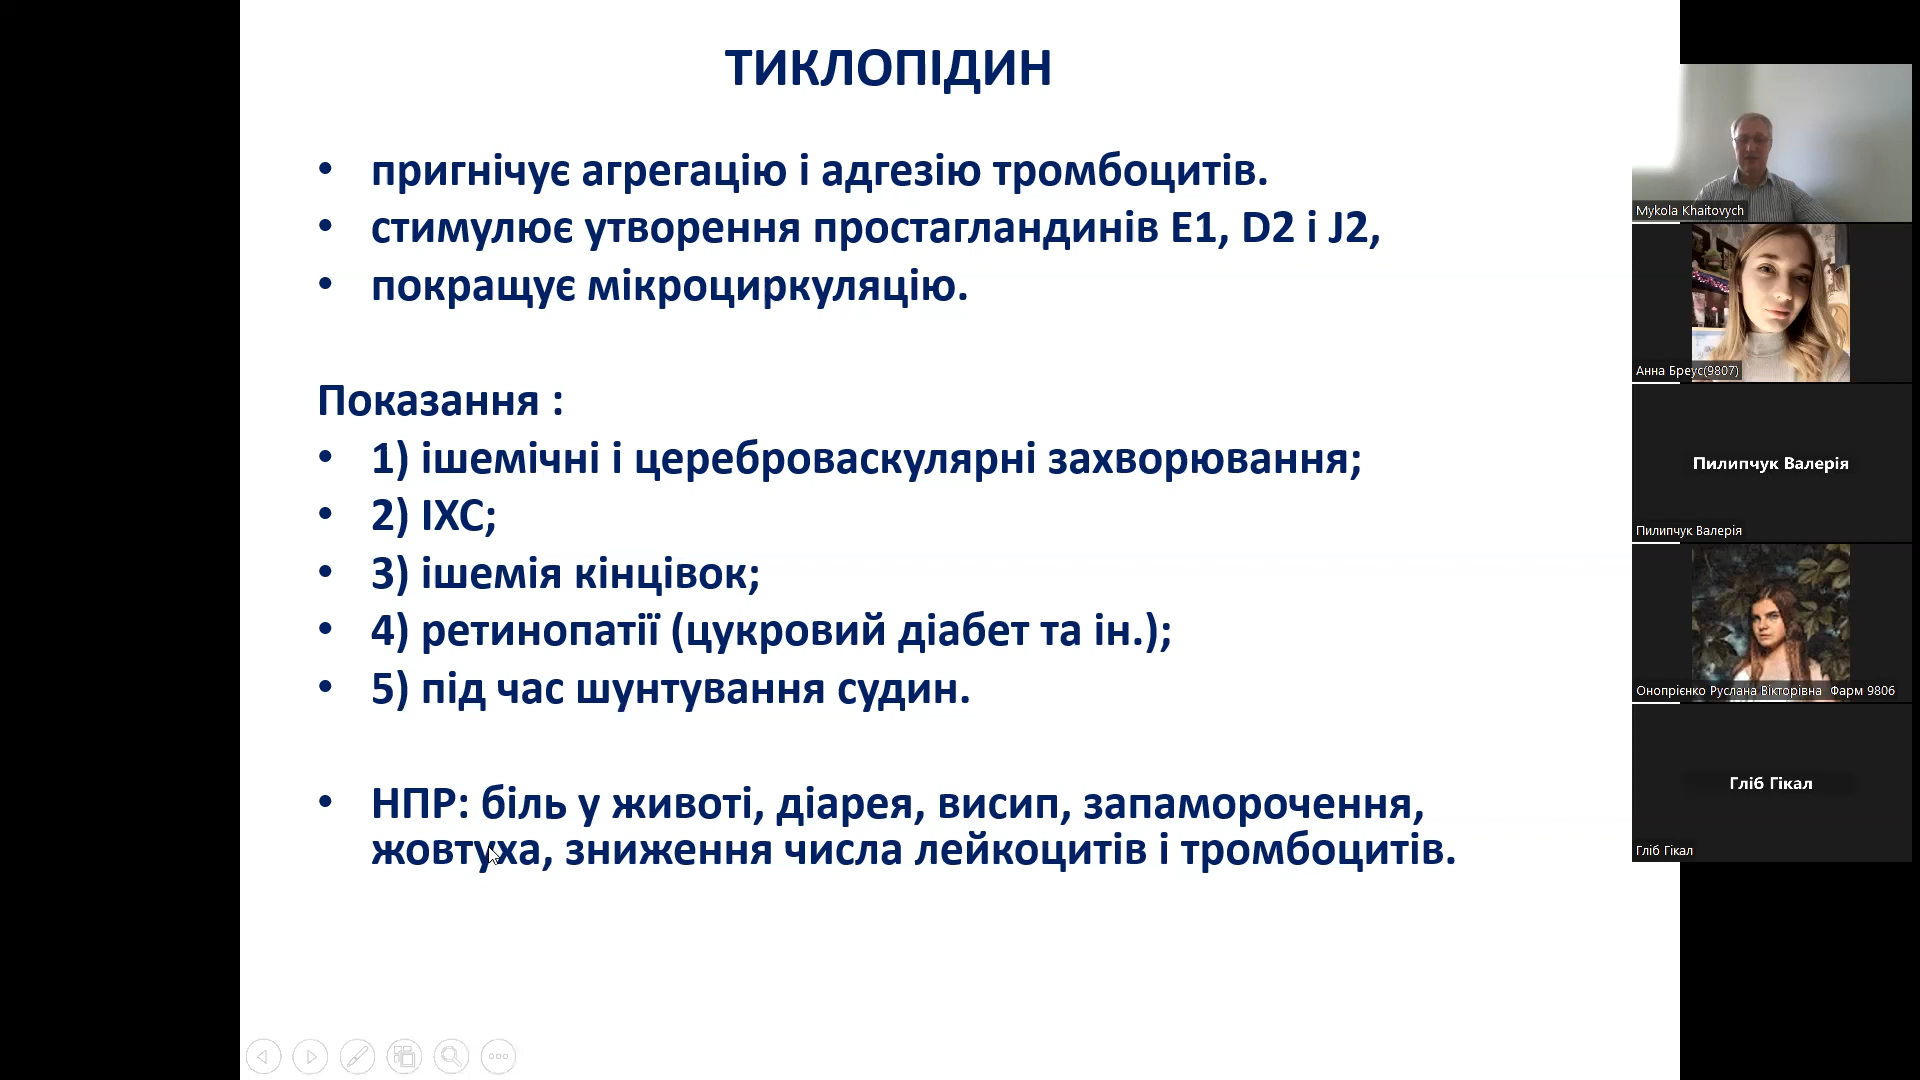 ТИКЛОПІДИН
• пригнічує агрегацію і адгезію тромбоцитів.
• стимулює утворення простагландинів Е1, D2 і J2,
• покращує мікроциркуляцію.
Показання :
• 1) ішемічні і цереброваскулярні захворювання;
• 2) ІХС;
• 3) ішемія кінцівок;
• 4) ретинопатії (цукровий діабет та ін.);
• 5) під час шунтування судин.
• НПР: біль у животі, діарея, висип, запаморочення,
жовтуха, зниження числа лейкоцитів і тромбоцитів.
Mykola Khaitovych
Анна Бреус(9807)
Пилипчук Валерія
Пилипчук Валерія
Онопрієнко Руслана Вікторівна Фарм 9806
Гліб Гікал
Гліб Гікал